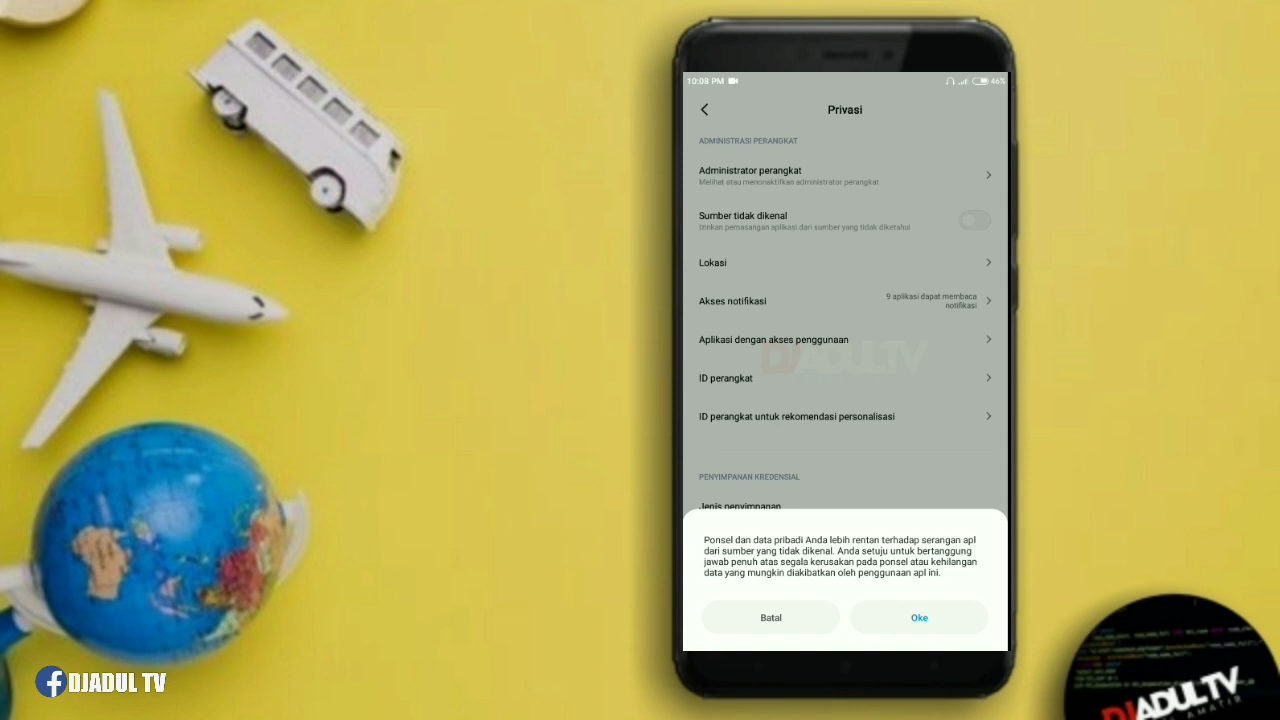 10:08 PM
46%
Privasi
ADMINISTRASI PERANGKAT
Administrator perangkat
Melihat atau menonaktifkan administrator perangkat
Sumber tidak dikenal
Izinkan pemasangan aplikasi dari sumber yang tidak diketahui
Lokasi
Akses notifikasi
9 aplikasi dapat membaca
notifikasi
Aplikasi dengan akses penggunaan
DJADULTV
ID perangkat
ID perangkat untuk rekomendasi personalisasi
PENYIMPANAN KREDENSIAL
Jenis penyimpanan
Ponsel dan data pribadi Anda lebih rentan terhadap serangan apl
dari sumber yang tidak dikenal. Anda setuju untuk bertanggung
jawab penuh atas segala kerusakan pada ponsel atau kehilangan
data yang mungkin diakibatkan oleh penggunaan apl ini.
Batal
Oke
DJADUL TV
DJADULTV
AMATIR